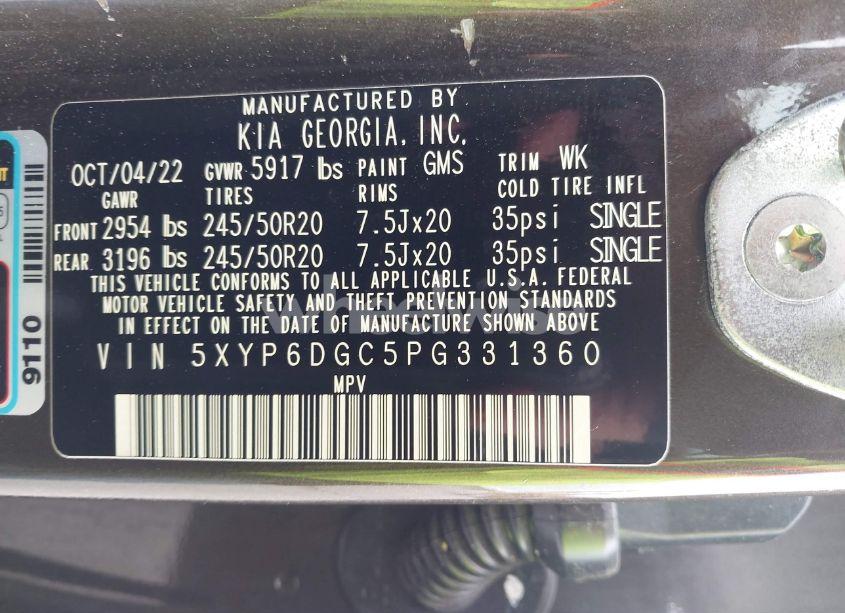 MANUFACTURED BY
KIA GEORGIA, INC.
OCT/04/22 GVWR 5917 lbs PAINT GMS TRIM WK
GAWR TIRES RIMS COLD TIRE INFL
FRONT 2954 lbs 245/50R20 7.5Jx20 35psi SINGLE
REAR 3196 lbs 245/50R20 7.5Jx20 35psi SINGLE
THIS VEHICLE CONFORMS TO ALL APPLICABLE U.S.A. FEDERAL
MOTOR VEHICLE SAFETY AND THEFT PREVENTION STANDARDS
IN EFFECT ON THE DATE OF MANUFACTURE SHOWN ABOVE
VIN 5XYP6DGC5PG331360
MPV
9110